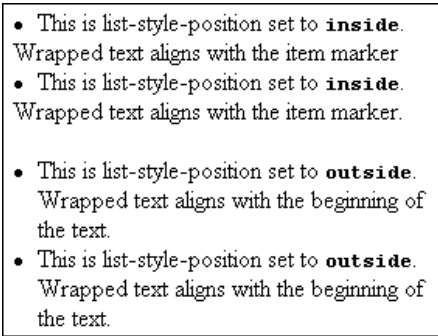 • This is list-style-position set to inside.
Wrapped text aligns with the item marker
• This is list-style-position set to inside.
Wrapped text aligns with the item marker.
• This is list-style-position set to outside.
Wrapped text aligns with the beginning of
the text.
• This is list-style-position set to outside.
Wrapped text aligns with the beginning of
the text.